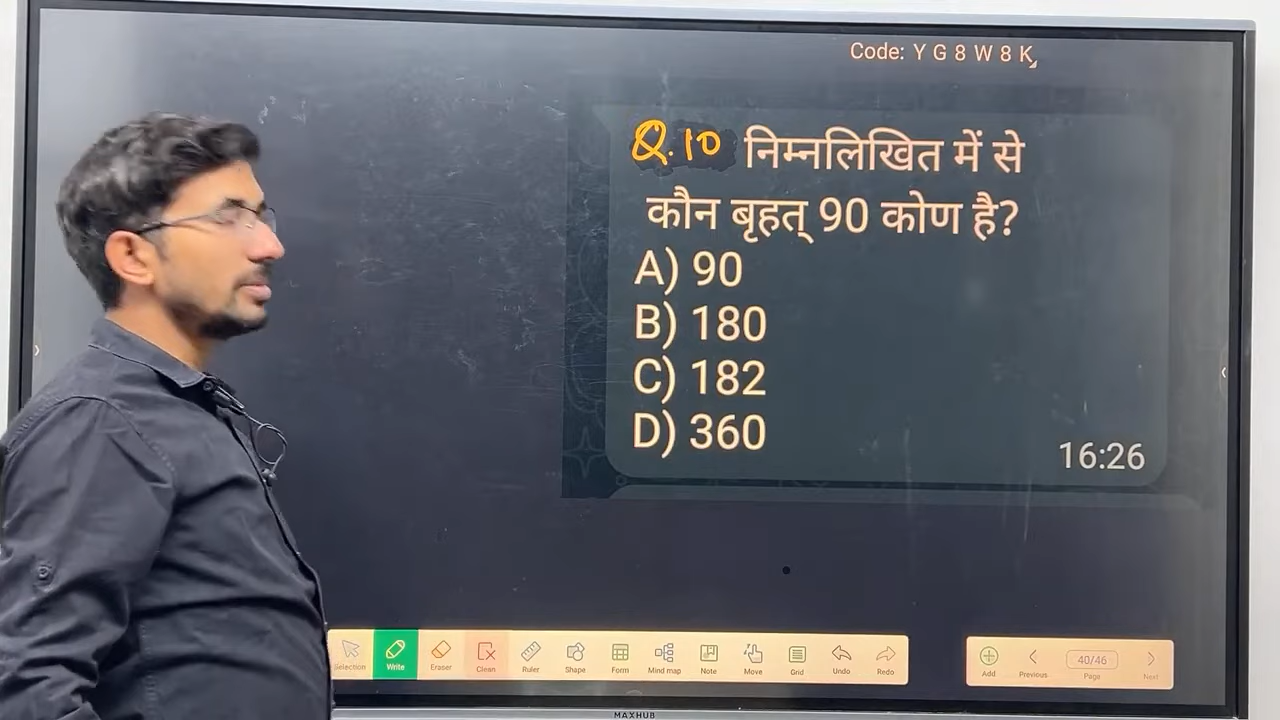 Code: Y G 8 W 8 K
Q.10 निम्नलिखित में से
कौन बृहत् 90 कोण है?
A) 90
B) 180
C) 182
D) 360
16:26
Selection Write Eraser Clean Ruler Shape Form Mind map Note Move Grid Undo Redo
Add Previous 40/46 Page Next
MAXHUB